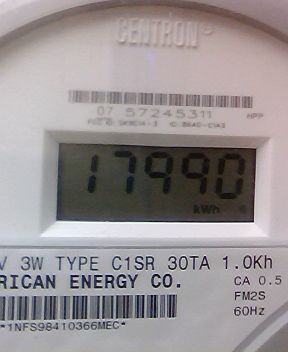 CENTRON®
07 57245311 HPP
17990
kWh
V 3W TYPE C1SR 30TA 1.0Kh
RICAN ENERGY CO. CA 0.5
FM2S
60Hz
*1NFS98410366MEC*